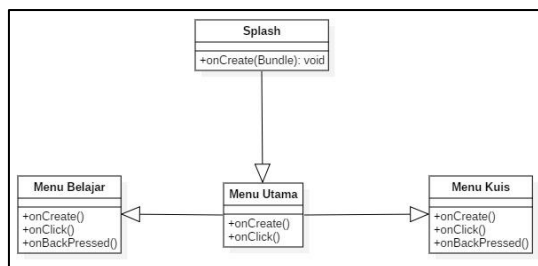 Splash
+onCreate(Bundle): void
Menu Belajar
+onCreate()
+onClick()
+onBackPressed()
Menu Utama
+onCreate()
+onClick()
Menu Kuis
+onCreate()
+onClick()
+onBackPressed()